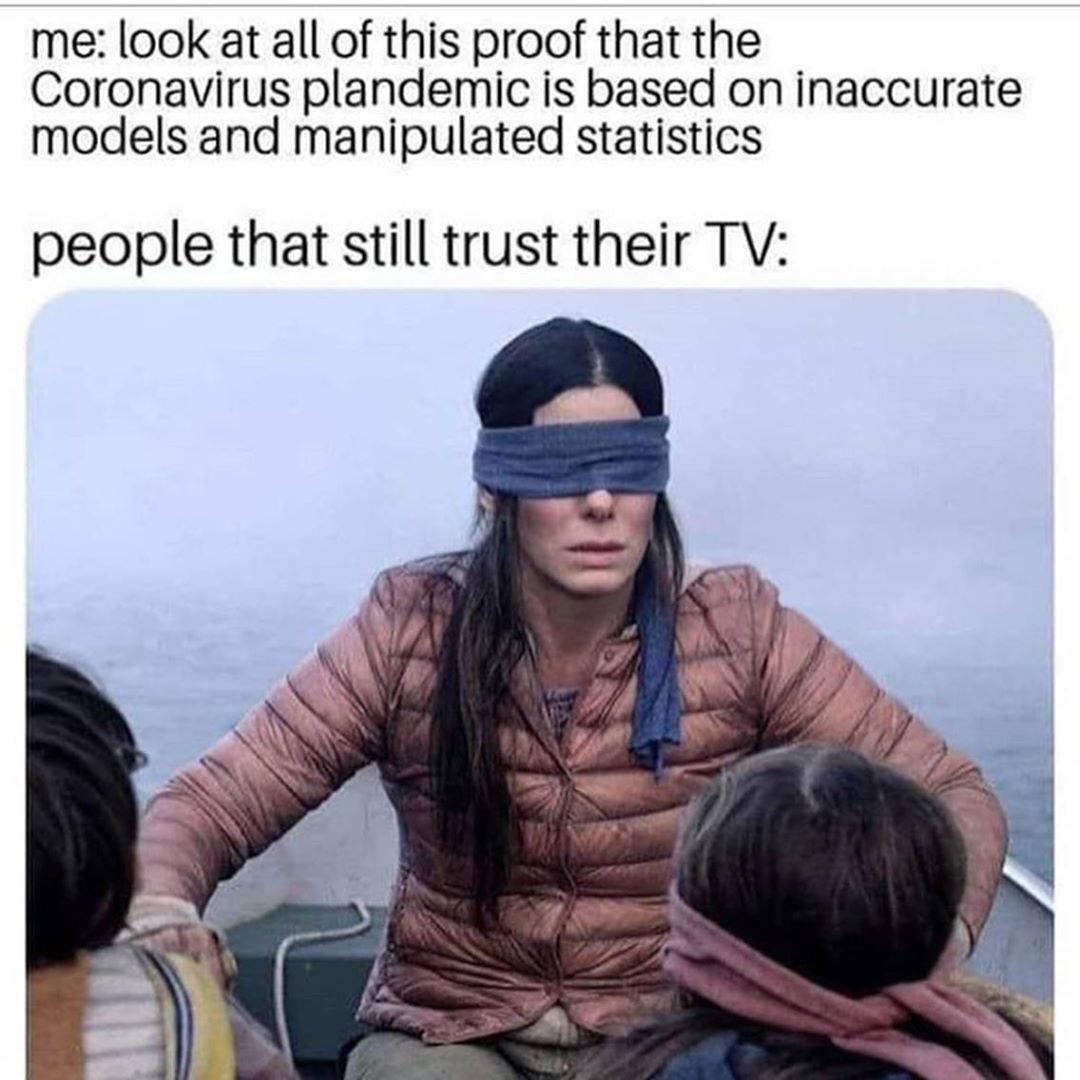 me: look at all of this proof that the
Coronavirus plandemic is based on inaccurate
models and manipulated statistics
people that still trust their TV: